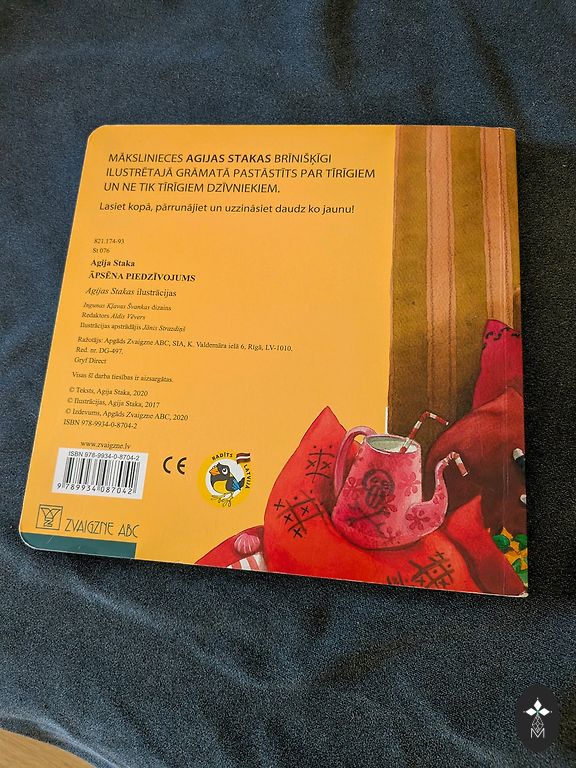 MĀKSLINIECES AGIJAS STAKAS BRĪNIŠĶĪGI
ILUSTRĒTAJĀ GRĀMATĀ PASTĀSTĪTS PAR TĪRĪGIEM
UN NE TIK TĪRĪGIEM DZĪVNIEKIEM.
Lasiet kopā, pārrunājiet un uzzināsiet daudz ko jaunu!
821.174-93
St 076
Agija Staka
ĀPSĒNA PIEDZĪVOJUMS
Agijas Stakas ilustrācijas
Ingunas Kļavas Švankas dizains
Redaktors Aldis Vēvers
Ilustrācijas apstrādājis Jānis Strazdiņš
Ražotājs: Apgāds Zvaigzne ABC, SIA, K. Valdemāra ielā 6, Rīgā, LV-1010.
Red. nr. DG-497.
Gryf Direct
Visas šī darba tiesības ir aizsargātas.
© Teksts, Agija Staka, 2020
© Ilustrācijas, Agija Staka, 2017
© Izdevums, Apgāds Zvaigzne ABC, 2020
ISBN 978-9934-0-8704-2
www.zvaigzne.lv
ISBN 978-9934-0-8704-2
9 789934 087042
CE
RADĪTS LATVIJĀ
ZVAIGZNE ABC
M